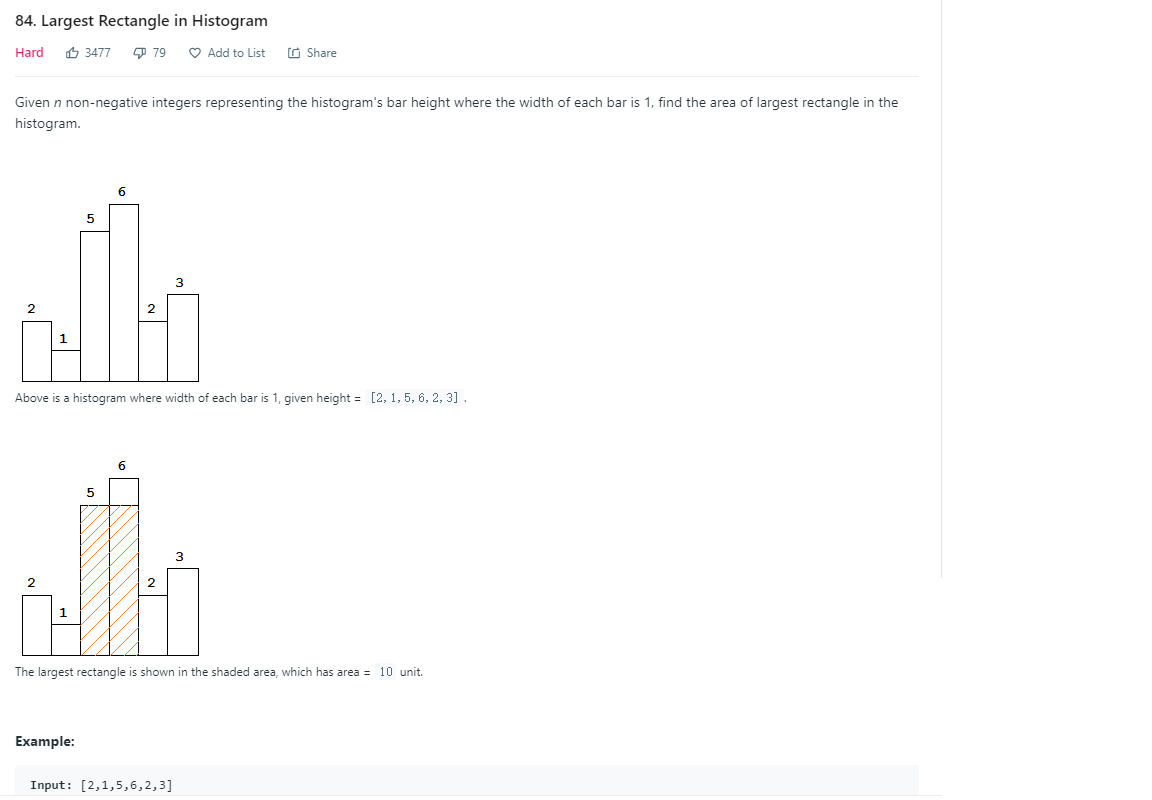 84. Largest Rectangle in Histogram
Hard 3477 79 Add to List Share
Given n non-negative integers representing the histogram's bar height where the width of each bar is 1, find the area of largest rectangle in the
histogram.
6
5
3
2 2
1
Above is a histogram where width of each bar is 1, given height = [2,1,5,6,2,3] .
6
5
3
2 2
1
The largest rectangle is shown in the shaded area, which has area = 10 unit.
Example:
Input: [2,1,5,6,2,3]